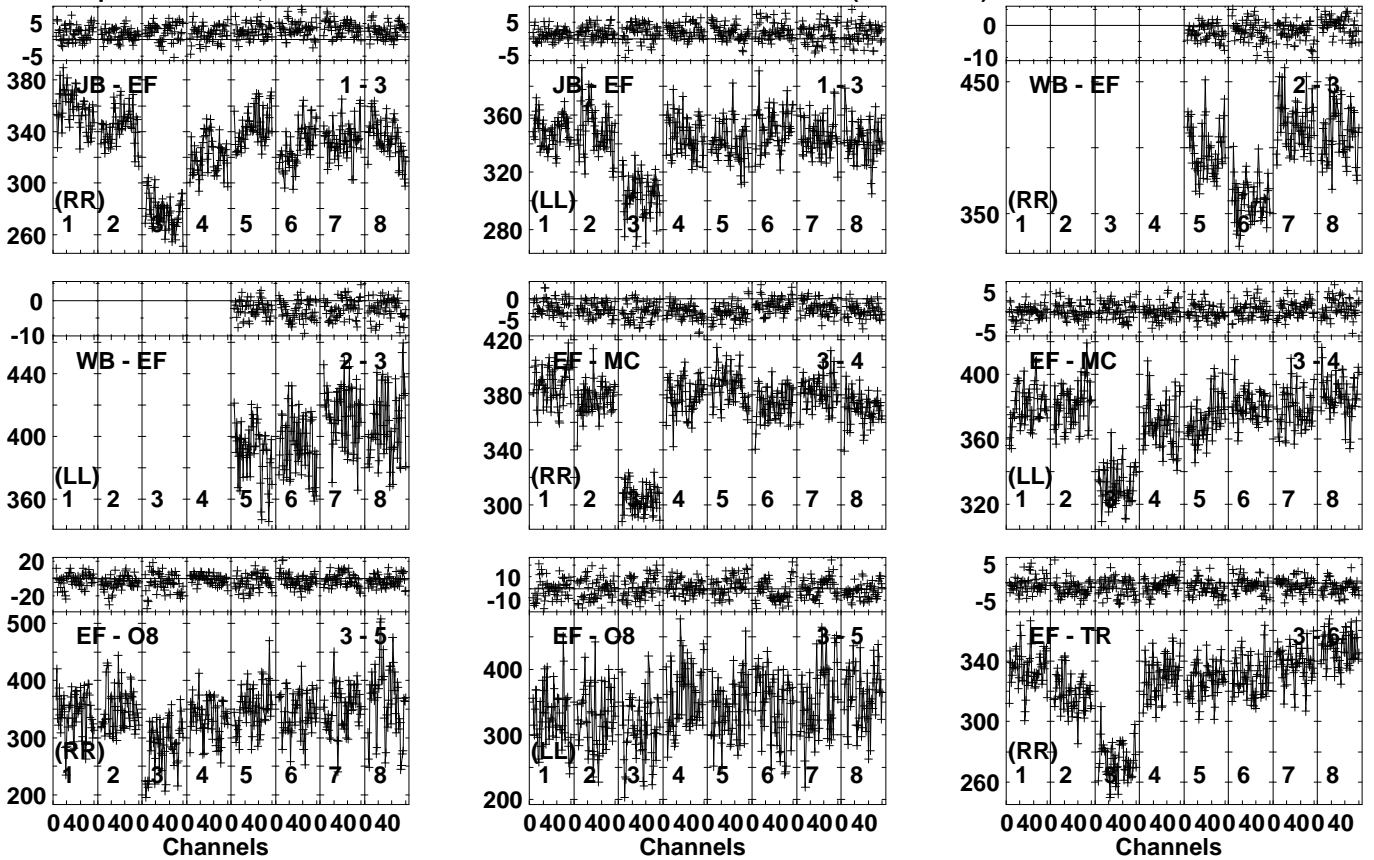 5 5 0
-5 -5 -10
380 JB - EF 1 - 3 360 JB - EF 1 - 3 450 WB - EF 2 - 3
340 320
300 280 350
260
(RR) (LL) (RR)
1 2 3 4 5 6 7 8 1 2 3 4 5 6 7 8 1 2 3 4 5 6 7 8
0 0 5
-10 -5 -5
440 WB - EF 2 - 3 420 EF - MC 3 - 4 400 EF - MC 3 - 4
400 380 360
360 340 320
300
(LL) (RR) (LL)
1 2 3 4 5 6 7 8 1 2 4 5 6 7 8 1 2 3 4 5 6 7 8
20 10 5
-20 -10 -5
500 EF - O8 3 - 5 400 EF - O8 3 - 5 340 EF - TR 3 - 6
400 300 300
300 200 260
200
(RR) (LL) (RR)
1 2 3 4 5 6 7 8 1 2 3 4 5 6 7 8 1 2 3 4 5 6 7 8
0 40 0 40 0 40 0 40 0 40 0 40 0 40 0 40 0 40 0 40 0 40 0 40 0 40 0 40 0 40 0 40 0 40 0 40 0 40 0 40 0 40 0 40 0 40 0 40
Channels Channels Channels